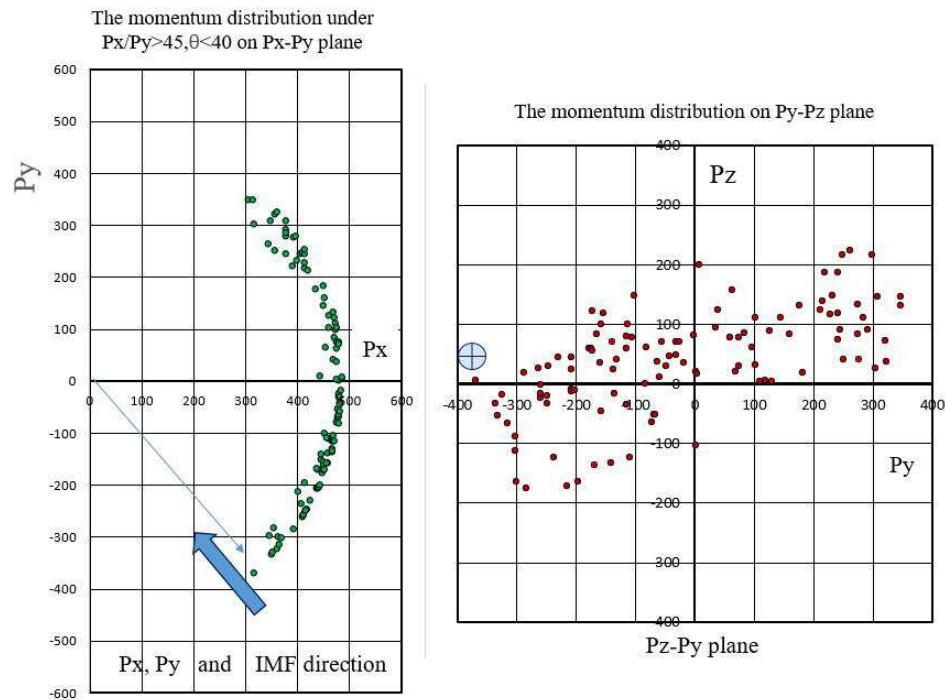 The momentum distribution under
Px/Py>45,θ<40 on Px-Py plane
600
500
400
300
200
100
0
-100
-200
-300
-400
-500
-600
0 100 200 300 400 500 600
Py
Px
Px, Py and IMF direction
The momentum distribution on Py-Pz plane
400
300
200
100
0
-100
-200
-300
-400
-400 -300 -200 -100 0 100 200 300 400
Pz
Py
Pz-Py plane